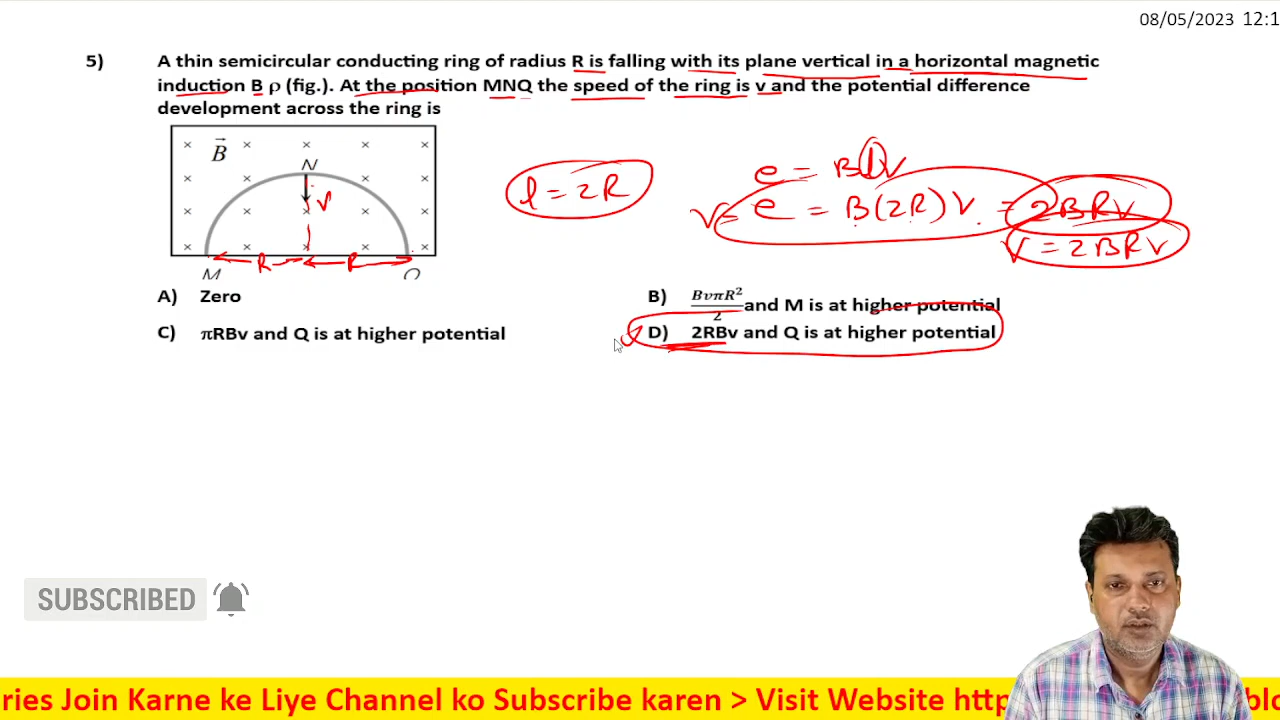 08/05/2023 12:1
5) A thin semicircular conducting ring of radius R is falling with its plane vertical in a horizontal magnetic
induction B ρ (fig.). At the position MNQ the speed of the ring is v and the potential difference
development across the ring is
B
N
v
R R
M Q
l = 2R
e = Blv
V = e = B(2R)V = 2BRV
V = 2BRV
A) Zero
B) BvπR²/2 and M is at higher potential
C) πRBv and Q is at higher potential
D) 2RBv and Q is at higher potential
SUBSCRIBED
ries Join Karne ke Liye Channel ko Subscribe karen > Visit Website http